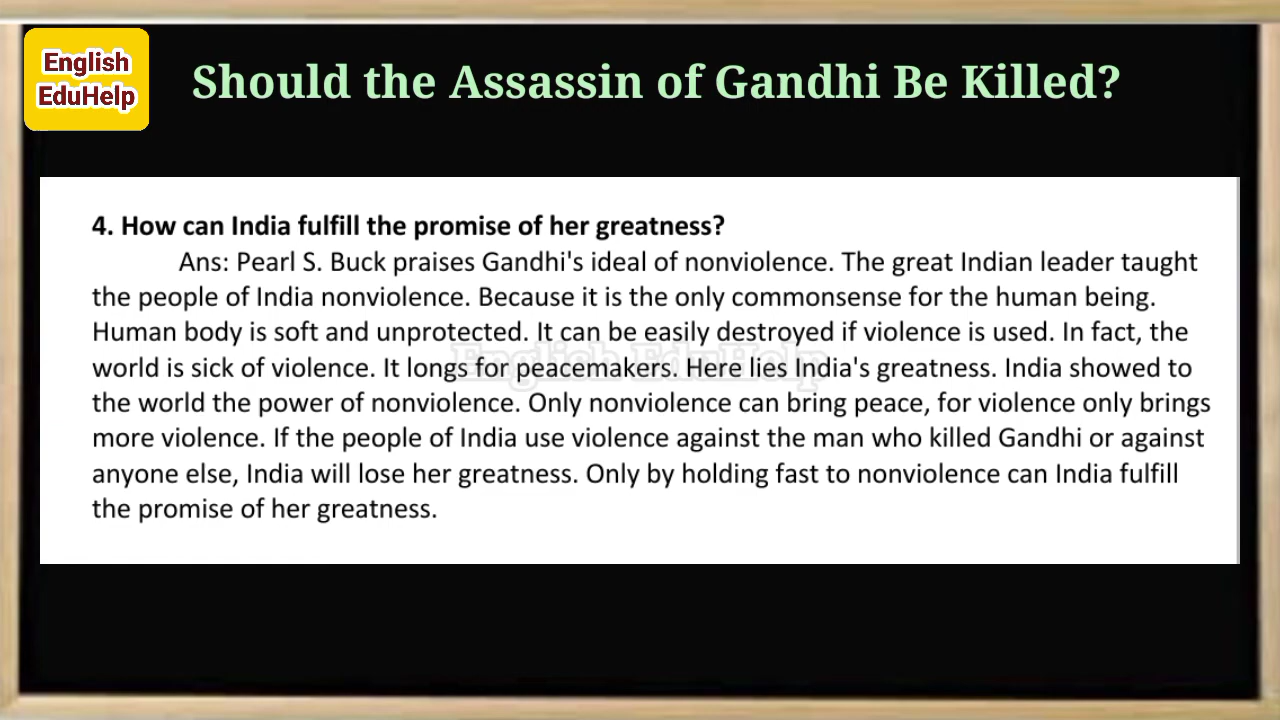 English
EduHelp
Should the Assassin of Gandhi Be Killed?
4. How can India fulfill the promise of her greatness?
Ans: Pearl S. Buck praises Gandhi's ideal of nonviolence. The great Indian leader taught
the people of India nonviolence. Because it is the only commonsense for the human being.
Human body is soft and unprotected. It can be easily destroyed if violence is used. In fact, the
world is sick of violence. It longs for peacemakers. Here lies India's greatness. India showed to
the world the power of nonviolence. Only nonviolence can bring peace, for violence only brings
more violence. If the people of India use violence against the man who killed Gandhi or against
anyone else, India will lose her greatness. Only by holding fast to nonviolence can India fulfill
the promise of her greatness.
English EduHelp